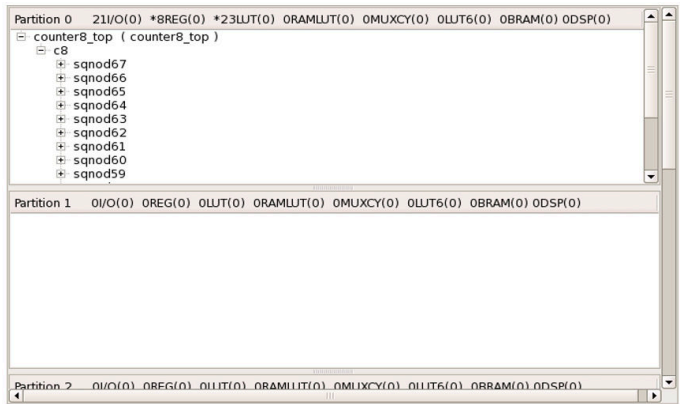 Partition 0 21I/O(0) *8REG(0) *23LUT(0) 0RAMLUT(0) 0MUXCY(0) 0LUT6(0) 0BRAM(0) 0DSP(0)
counter8_top ( counter8_top )
c8
sqnod67
sqnod66
sqnod65
sqnod64
sqnod63
sqnod62
sqnod61
sqnod60
sqnod59
Partition 1 0I/O(0) 0REG(0) 0LUT(0) 0RAMLUT(0) 0MUXCY(0) 0LUT6(0) 0BRAM(0) 0DSP(0)
Partition 2 0I/O(0) 0REG(0) 0LUT(0) 0RAMLUT(0) 0MUXCY(0) 0LUT6(0) 0BRAM(0) 0DSP(0)